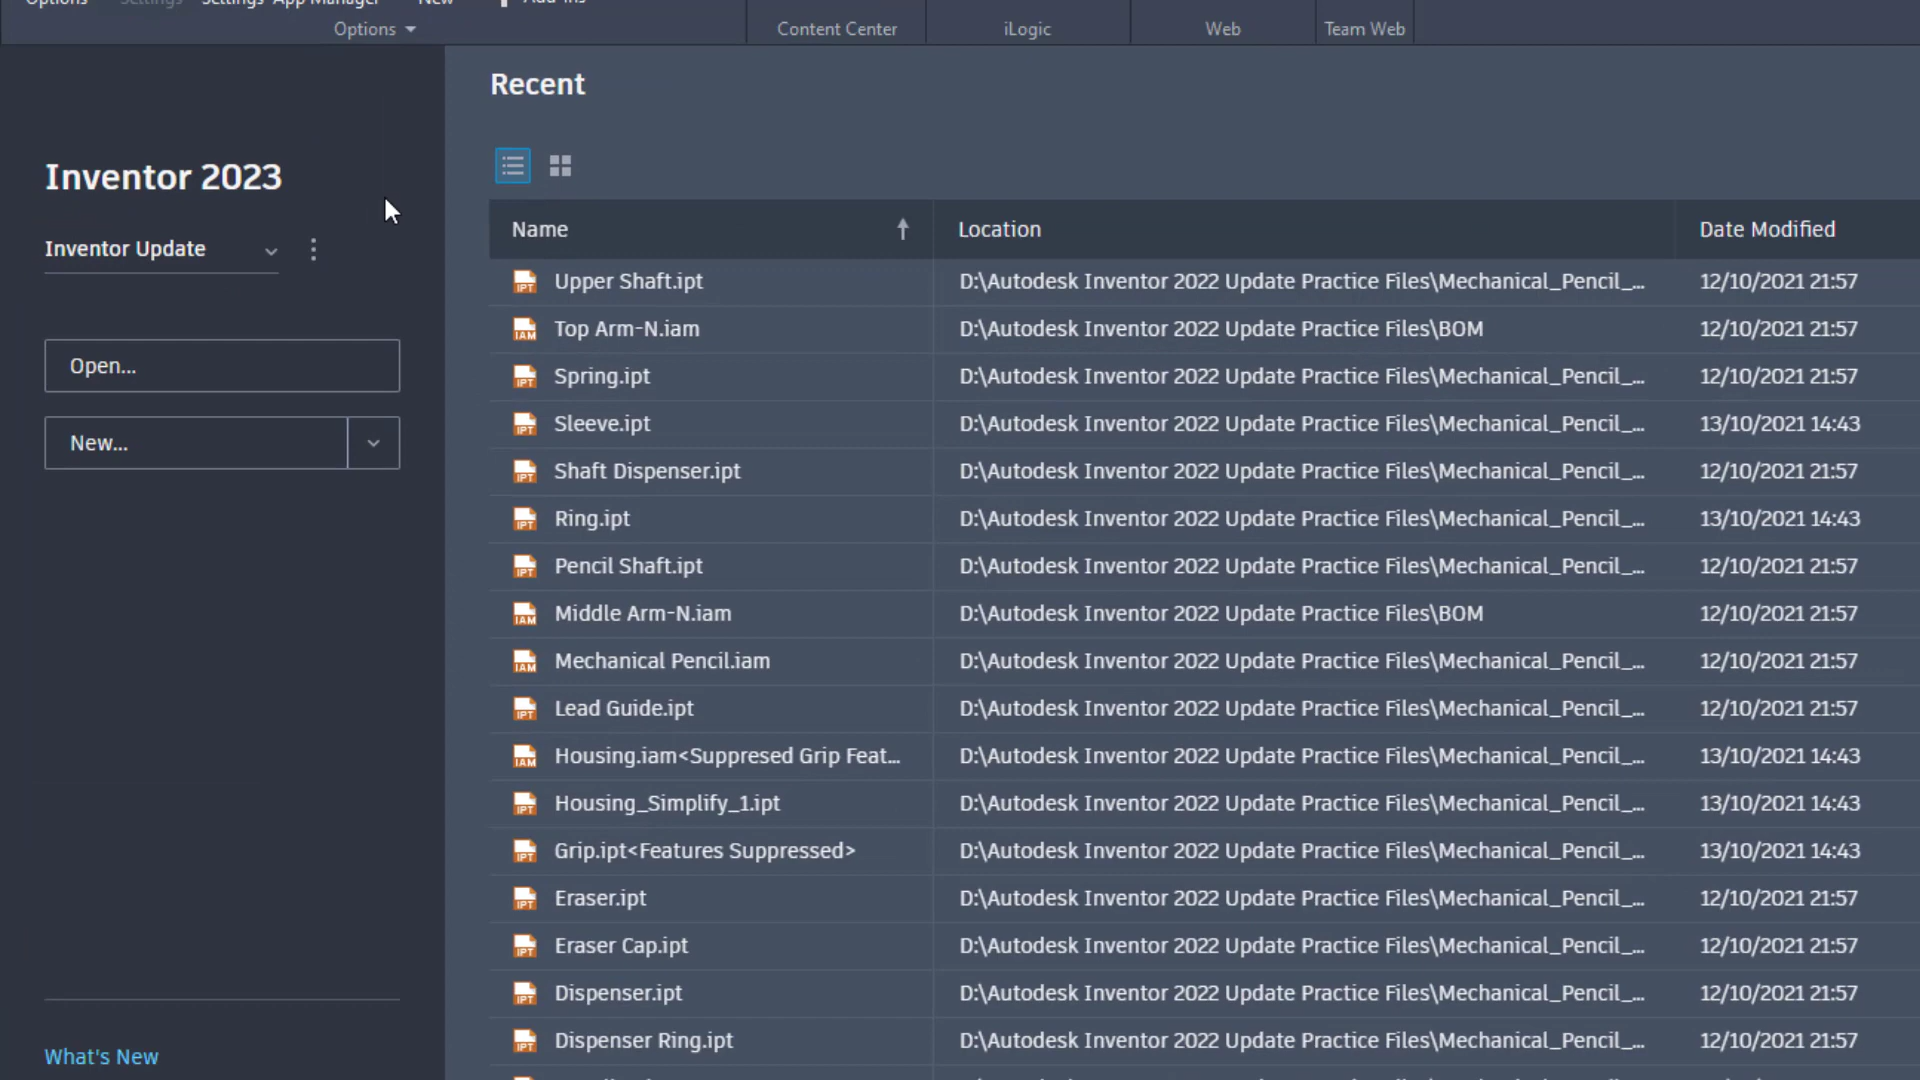 Options Settings Settings App Manager New Add-Ins
Options Content Center iLogic Web Team Web
Recent
Inventor 2023
Inventor Update
Open...
New...
What's New
Name Location Date Modified
Upper Shaft.ipt D:\Autodesk Inventor 2022 Update Practice Files\Mechanical_Pencil_... 12/10/2021 21:57
Top Arm-N.iam D:\Autodesk Inventor 2022 Update Practice Files\BOM 12/10/2021 21:57
Spring.ipt D:\Autodesk Inventor 2022 Update Practice Files\Mechanical_Pencil_... 12/10/2021 21:57
Sleeve.ipt D:\Autodesk Inventor 2022 Update Practice Files\Mechanical_Pencil_... 13/10/2021 14:43
Shaft Dispenser.ipt D:\Autodesk Inventor 2022 Update Practice Files\Mechanical_Pencil_... 12/10/2021 21:57
Ring.ipt D:\Autodesk Inventor 2022 Update Practice Files\Mechanical_Pencil_... 13/10/2021 14:43
Pencil Shaft.ipt D:\Autodesk Inventor 2022 Update Practice Files\Mechanical_Pencil_... 12/10/2021 21:57
Middle Arm-N.iam D:\Autodesk Inventor 2022 Update Practice Files\BOM 12/10/2021 21:57
Mechanical Pencil.iam D:\Autodesk Inventor 2022 Update Practice Files\Mechanical_Pencil_... 12/10/2021 21:57
Lead Guide.ipt D:\Autodesk Inventor 2022 Update Practice Files\Mechanical_Pencil_... 12/10/2021 21:57
Housing.iam<Suppresed Grip Feat... D:\Autodesk Inventor 2022 Update Practice Files\Mechanical_Pencil_... 13/10/2021 14:43
Housing_Simplify_1.ipt D:\Autodesk Inventor 2022 Update Practice Files\Mechanical_Pencil_... 13/10/2021 14:43
Grip.ipt<Features Suppressed> D:\Autodesk Inventor 2022 Update Practice Files\Mechanical_Pencil_... 13/10/2021 14:43
Eraser.ipt D:\Autodesk Inventor 2022 Update Practice Files\Mechanical_Pencil_... 12/10/2021 21:57
Eraser Cap.ipt D:\Autodesk Inventor 2022 Update Practice Files\Mechanical_Pencil_... 12/10/2021 21:57
Dispenser.ipt D:\Autodesk Inventor 2022 Update Practice Files\Mechanical_Pencil_... 12/10/2021 21:57
Dispenser Ring.ipt D:\Autodesk Inventor 2022 Update Practice Files\Mechanical_Pencil_... 12/10/2021 21:57